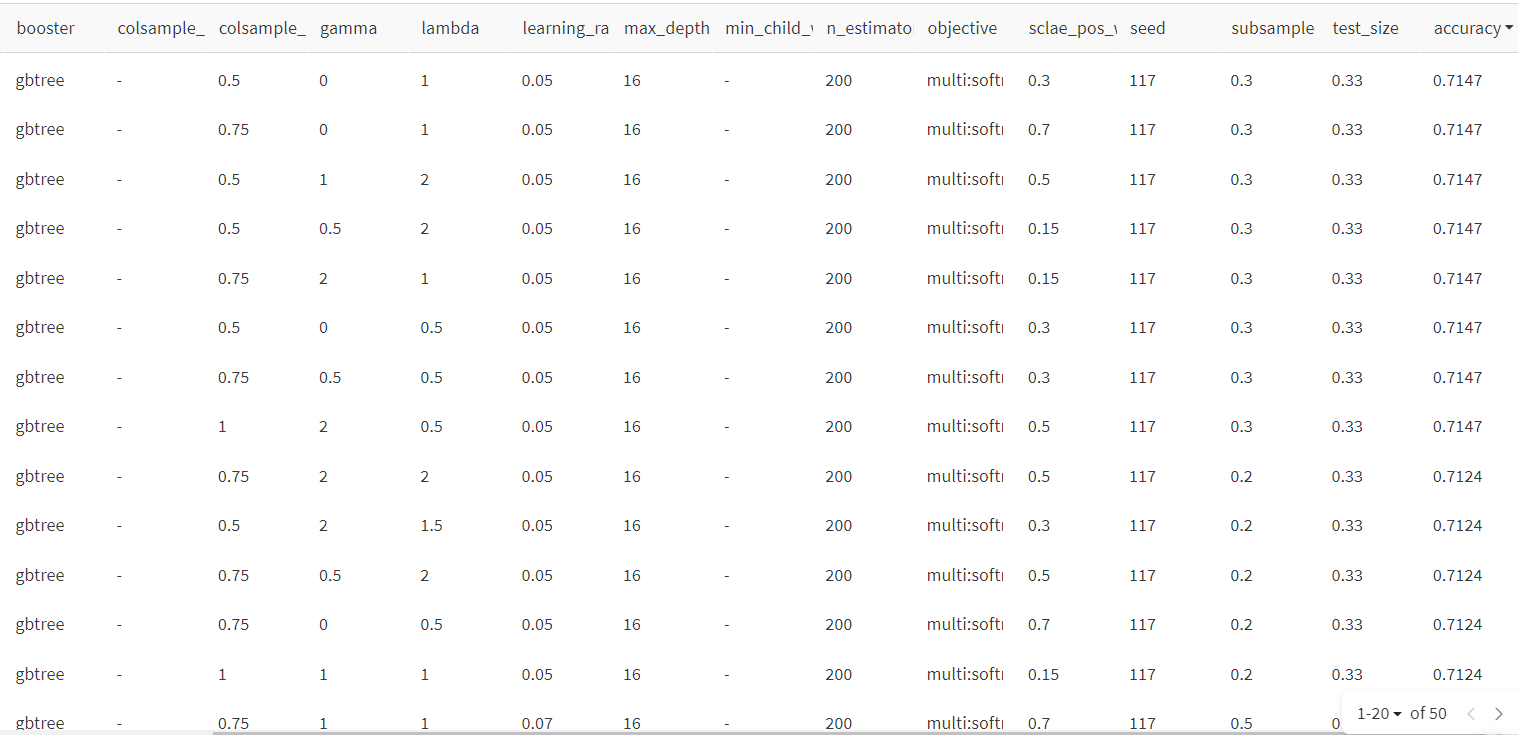 booster colsample_ colsample_ gamma lambda learning_ra max_depth min_child_w n_estimato objective sclae_pos_w seed subsample test_size accuracy
gbtree - 0.5 0 1 0.05 16 - 200 multi:soft 0.3 117 0.3 0.33 0.7147
gbtree - 0.75 0 1 0.05 16 - 200 multi:soft 0.7 117 0.3 0.33 0.7147
gbtree - 0.5 1 2 0.05 16 - 200 multi:soft 0.5 117 0.3 0.33 0.7147
gbtree - 0.5 0.5 2 0.05 16 - 200 multi:soft 0.15 117 0.3 0.33 0.7147
gbtree - 0.75 2 1 0.05 16 - 200 multi:soft 0.15 117 0.3 0.33 0.7147
gbtree - 0.5 0 0.5 0.05 16 - 200 multi:soft 0.3 117 0.3 0.33 0.7147
gbtree - 0.75 0.5 0.5 0.05 16 - 200 multi:soft 0.3 117 0.3 0.33 0.7147
gbtree - 1 2 0.5 0.05 16 - 200 multi:soft 0.5 117 0.3 0.33 0.7147
gbtree - 0.75 2 2 0.05 16 - 200 multi:soft 0.5 117 0.2 0.33 0.7124
gbtree - 0.5 2 1.5 0.05 16 - 200 multi:soft 0.3 117 0.2 0.33 0.7124
gbtree - 0.75 0.5 2 0.05 16 - 200 multi:soft 0.5 117 0.2 0.33 0.7124
gbtree - 0.75 0 0.5 0.05 16 - 200 multi:soft 0.7 117 0.2 0.33 0.7124
gbtree - 1 1 1 0.05 16 - 200 multi:soft 0.15 117 0.2 0.33 0.7124
gbtree - 0.75 1 1 0.07 16 - 200 multi:soft 0.7 117 0.5
1-20 of 50